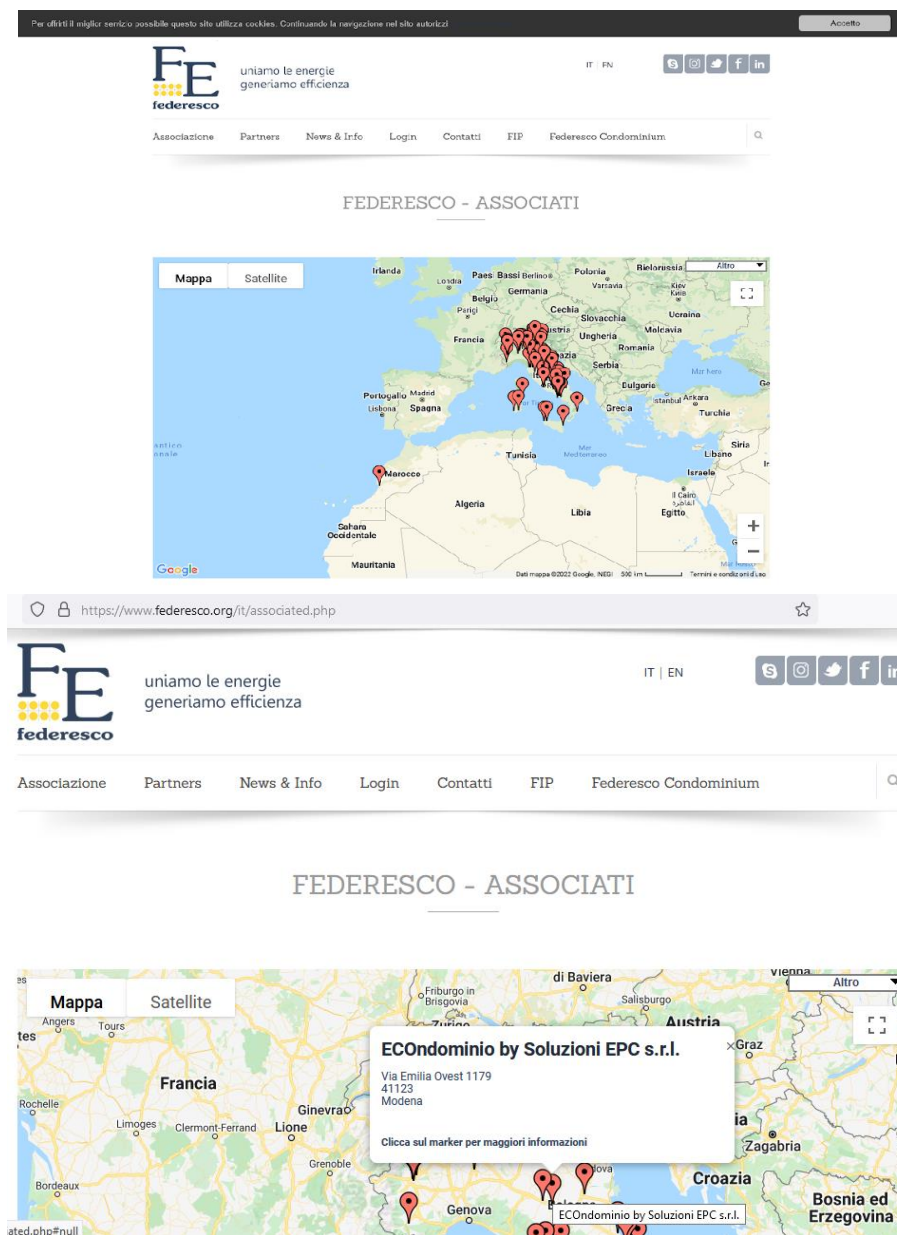 Per offrirti il miglior servizio possibile questo sito utilizza cookies. Continuando la navigazione nel sito autorizzi
Accetto
FE
federesco
uniamo le energie
generiamo efficienza
IT | EN
Associazione Partners News & Info Login Contatti FIP Federesco Condominium
FEDERESCO - ASSOCIATI
Mappa Satellite
Altro
Irlanda
Londra
Paesi Bassi
Berlino
Polonia
Varsavia
Bielorussia
Germania
Belgio
Kiev
Київ
Parigi
Cechia
Slovacchia
Ucraina
Francia
Ungheria
Moldavia
Romania
Serbia
Mar Nero
Bulgaria
Portogallo
Madrid
Lisbona
Spagna
Istanbul
Ankara
Grecia
Turchia
Siria
Libano
Tunisia
Mar
Mediterraneo
Israele
Marocco
Algeria
Libia
Il Cairo
Egitto
Sahara
Occidentale
Mauritania
Google
Dati mappa ©2022 Google, INEGI 500 km Termini e condizioni d'uso
https://www.federesco.org/it/associated.php
FE
federesco
uniamo le energie
generiamo efficienza
IT | EN
Associazione Partners News & Info Login Contatti FIP Federesco Condominium
FEDERESCO - ASSOCIATI
Mappa Satellite
Altro
Angers
Tours
Friburgo in
Brisgovia
di Baviera
Salisburgo
Vienna
Zurigo
Austria
Graz
ECOndominio by Soluzioni EPC s.r.l.
Via Emilia Ovest 1179
41123
Modena
Clicca sul marker per maggiori informazioni
Francia
Rochelle
Ginevra
Limoges
Clermont-Ferrand
Lione
Zagabria
Grenoble
Croazia
Bordeaux
Genova
Bologna
ECOndominio by Soluzioni EPC s.r.l.
Bosnia ed
Erzegovina
ated.php#null